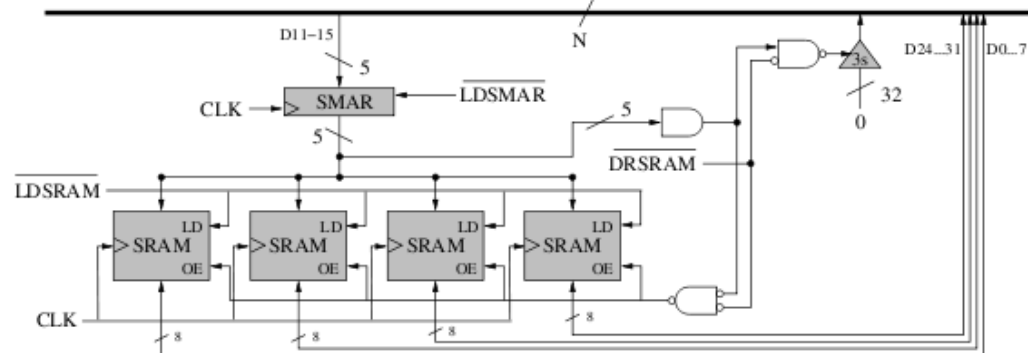 N
D11–15
5
CLK
SMAR
LDSMAR
5
5
3s
D24...31
D0...7
32
0
DRSRAM
LDSRAM
LD
SRAM
OE
LD
SRAM
OE
LD
SRAM
OE
LD
SRAM
OE
CLK
8
8
8
8